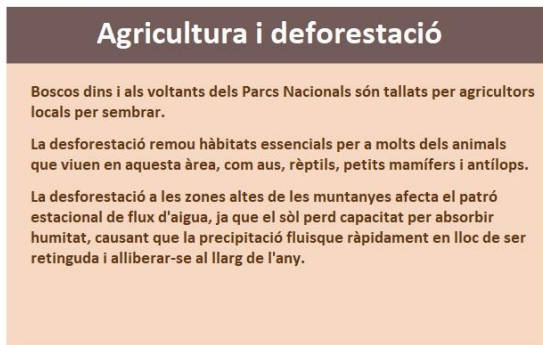 Agricultura i deforestació
Boscos dins i als voltants dels Parcs Nacionals són tallats per agricultors
locals per sembrar.
La desforestació remou hàbitats essencials per a molts dels animals
que viuen en aquesta àrea, com aus, rèptils, petits mamífers i antílops.
La desforestació a les zones altes de les muntanyes afecta el patró
estacional de flux d'aigua, ja que el sòl perd capacitat per absorbir
humitat, causant que la precipitació fluisque ràpidament en lloc de ser
retinguda i alliberar-se al llarg de l'any.